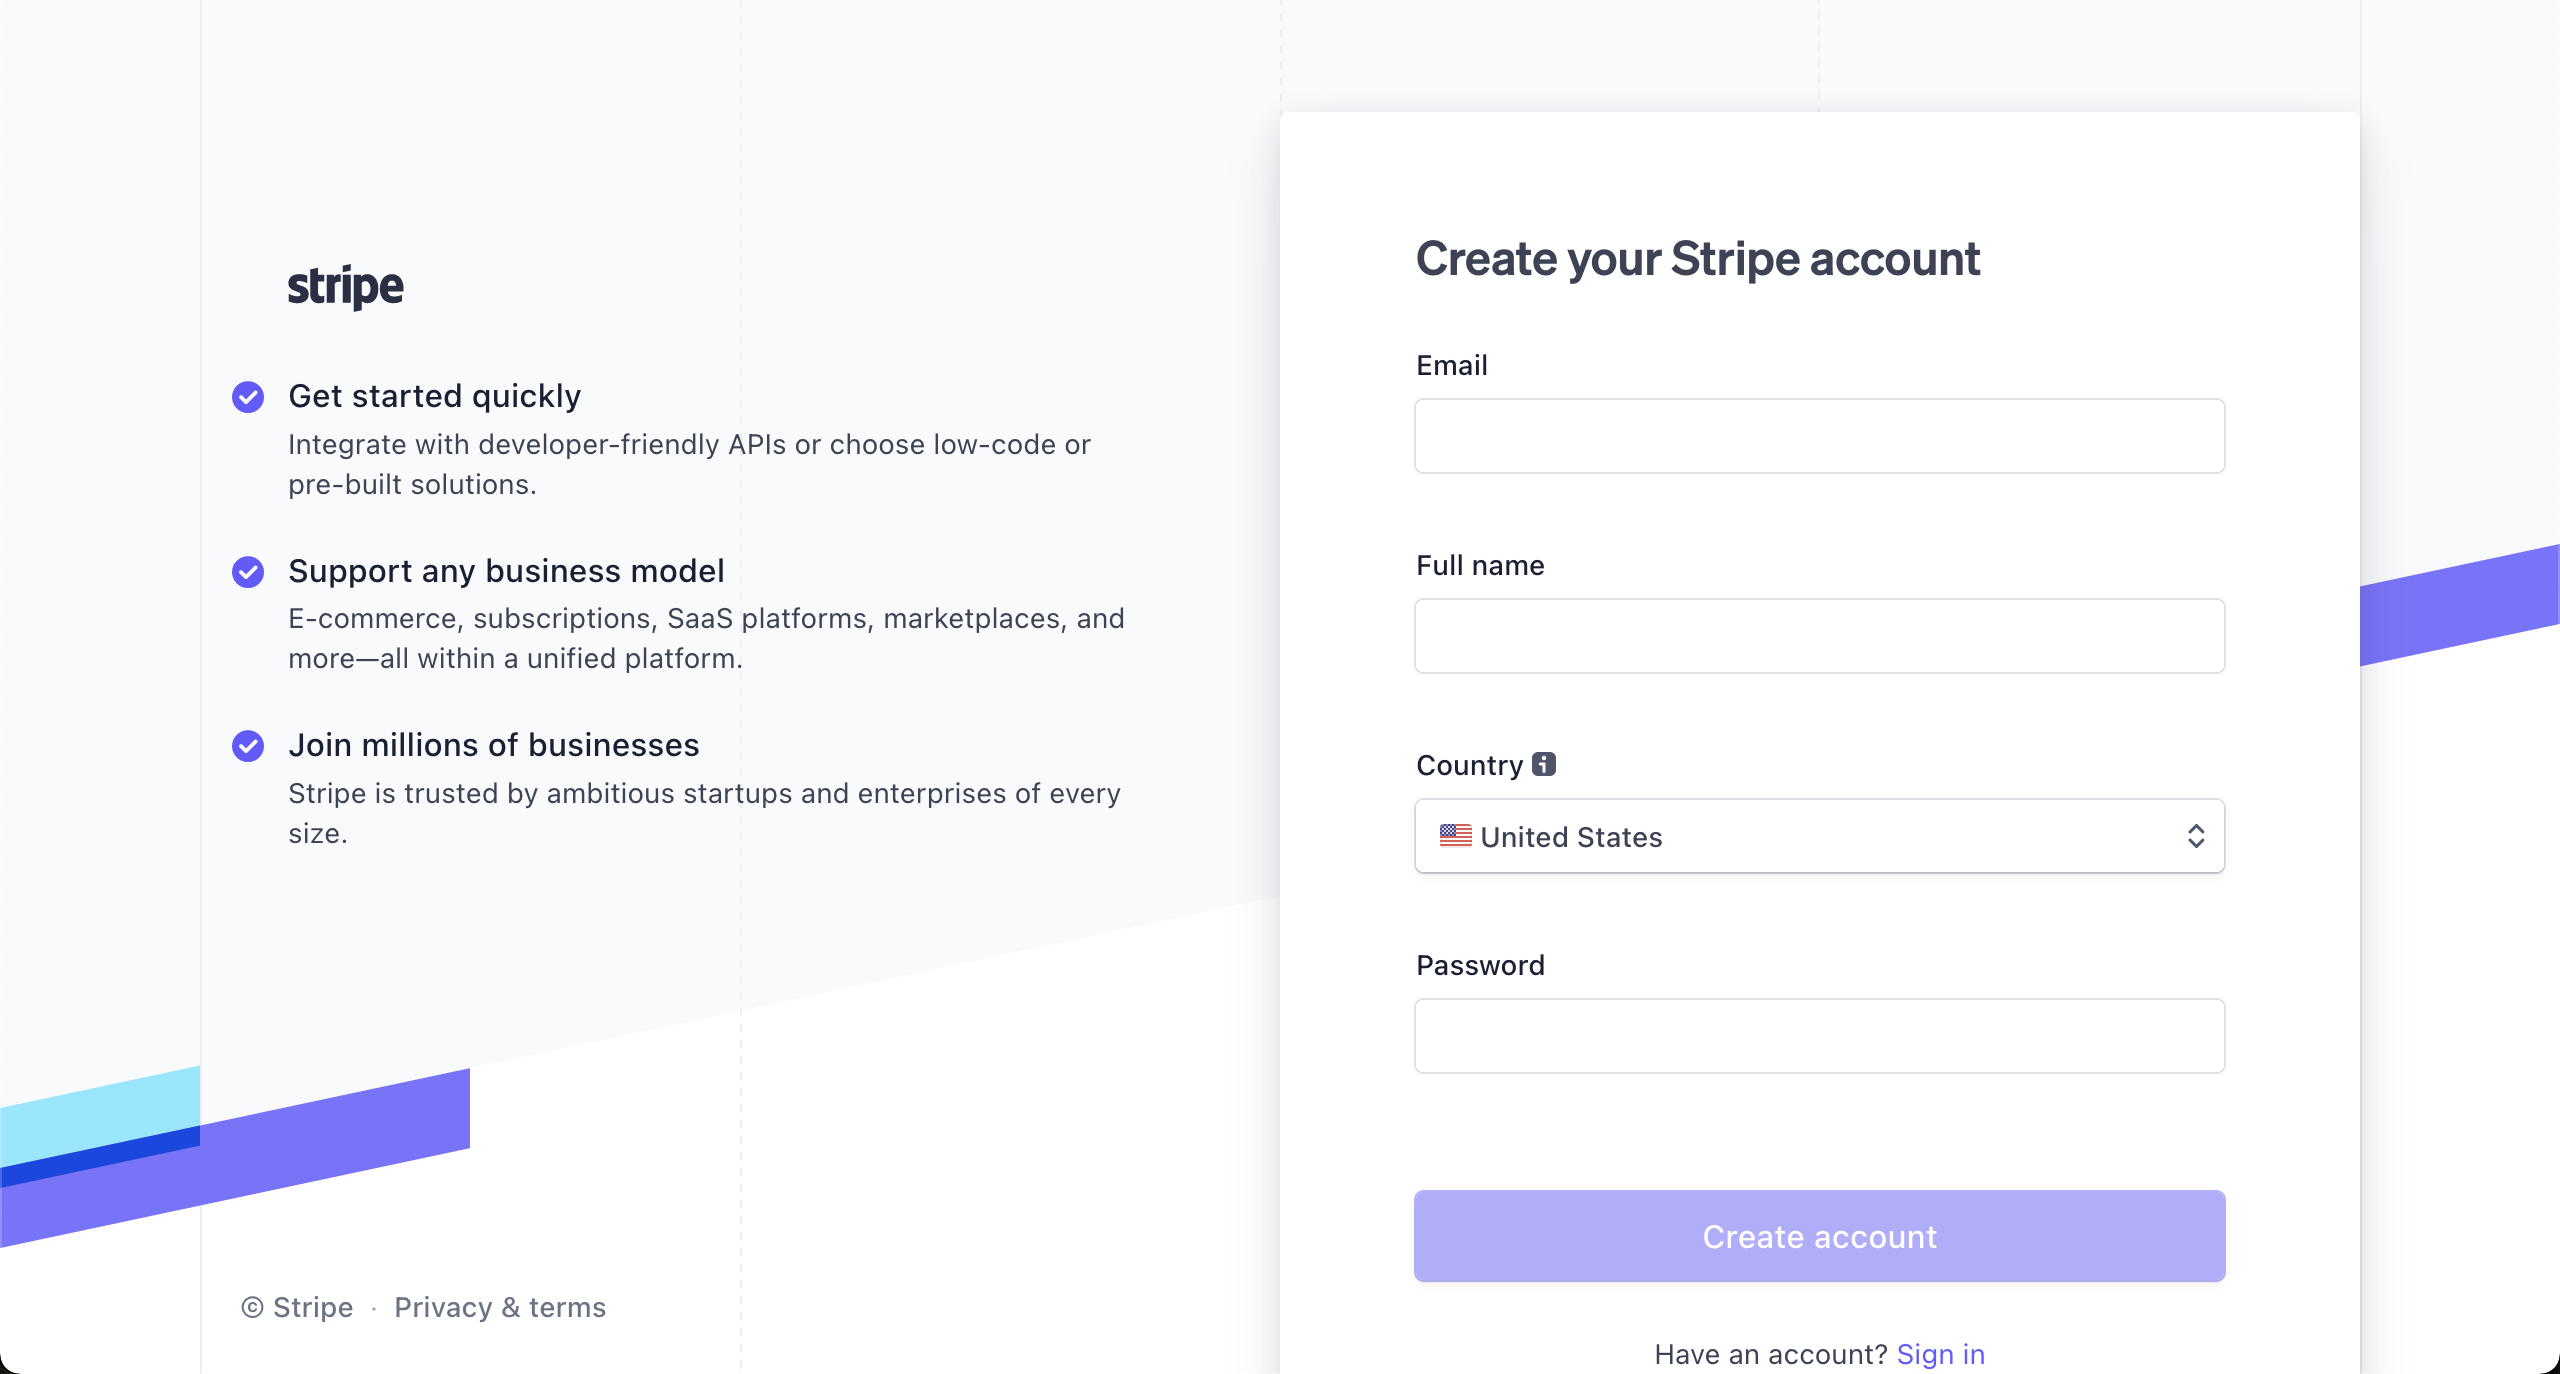 stripe
Get started quickly
Integrate with developer-friendly APIs or choose low-code or
pre-built solutions.
Support any business model
E-commerce, subscriptions, SaaS platforms, marketplaces, and
more—all within a unified platform.
Join millions of businesses
Stripe is trusted by ambitious startups and enterprises of every
size.
© Stripe · Privacy & terms
Create your Stripe account
Email
Full name
Country
United States
Password
Create account
Have an account? Sign in